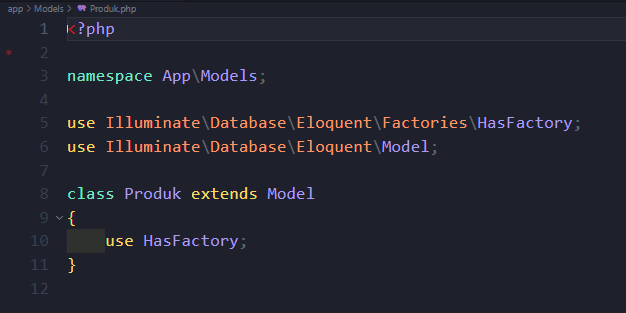 app > Models > Produk.php
1 <?php
2
3 namespace App\Models;
4
5 use Illuminate\Database\Eloquent\Factories\HasFactory;
6 use Illuminate\Database\Eloquent\Model;
7
8 class Produk extends Model
9 {
10 use HasFactory;
11 }
12